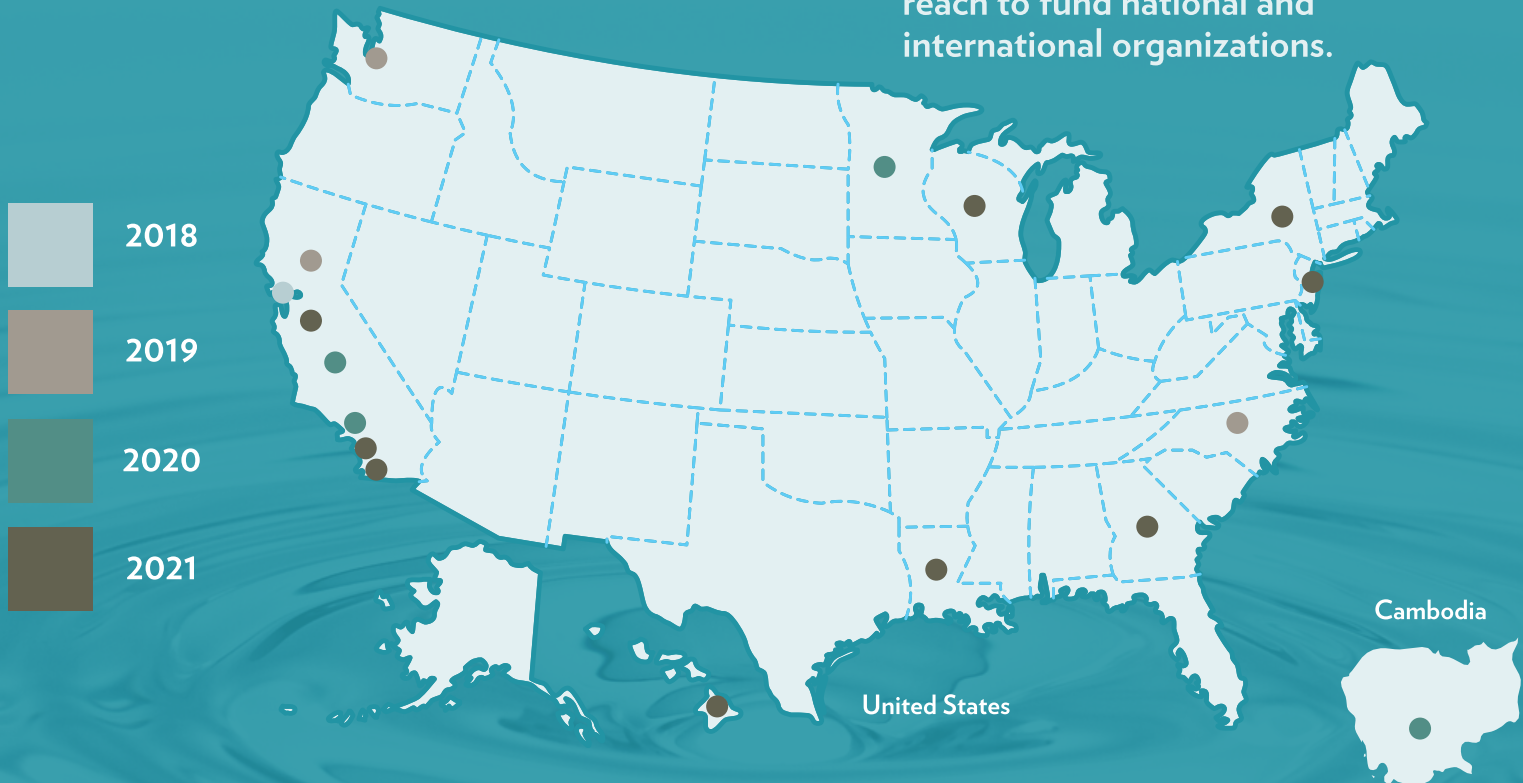 reach to fund national and
international organizations.
2018
2019
2020
2021
Cambodia
United States